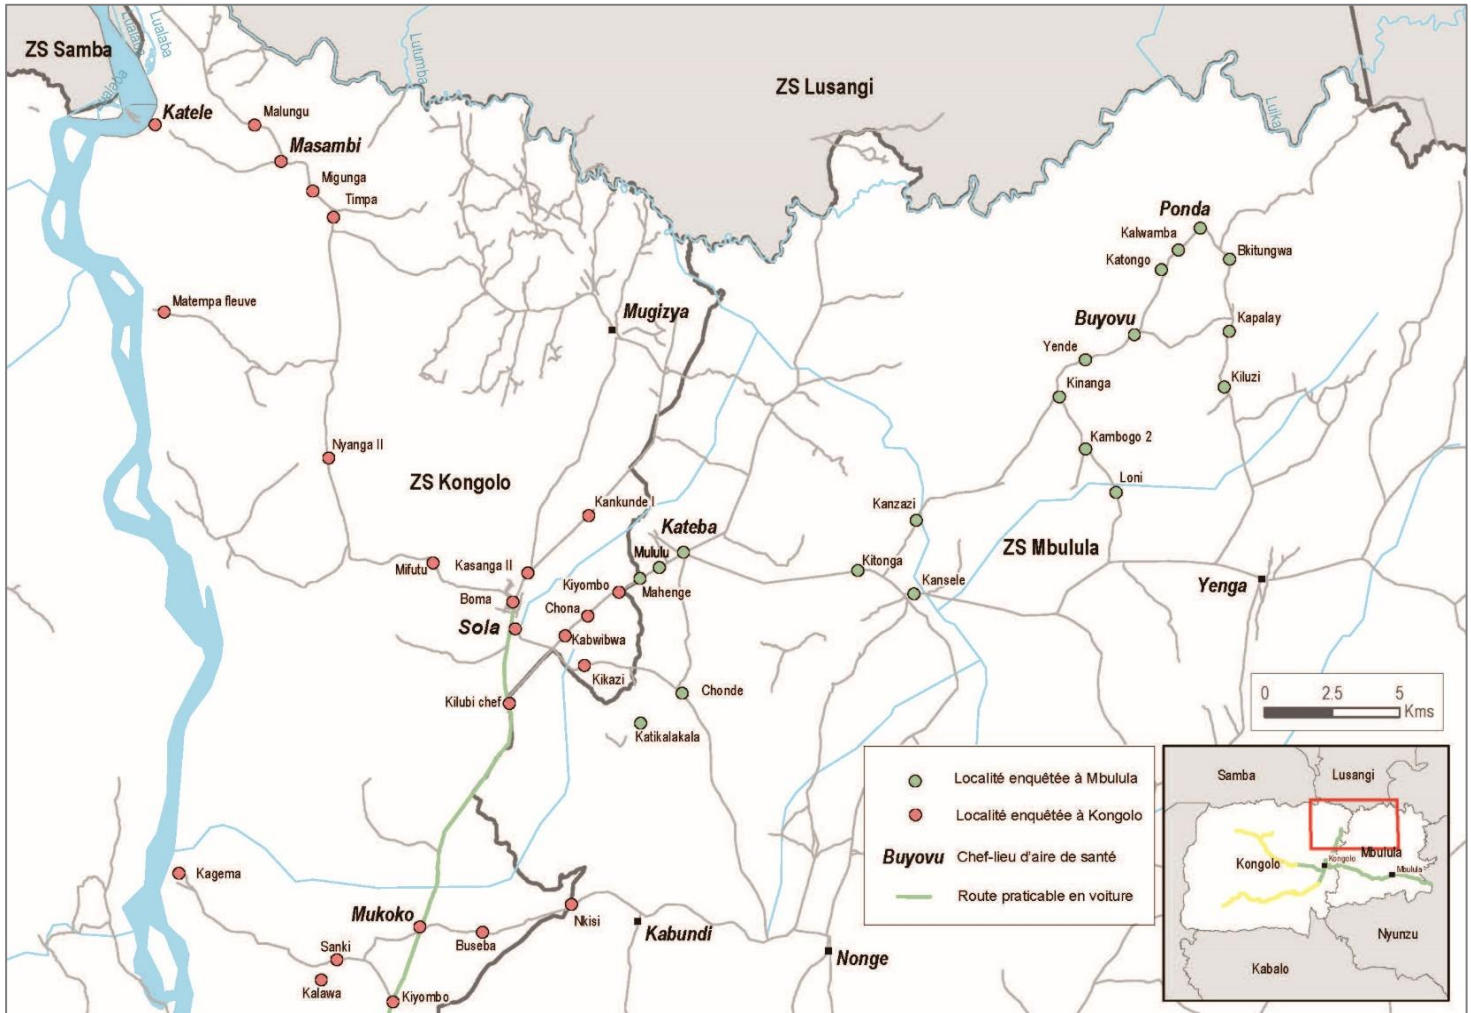 ZS Samba
Lualaba
Lualaba
Lualaba
Lutumba
ZS Lusangi
Luika
Katele
Malungu
Masambi
Migunga
Timpa
Ponda
Kalwamba
Katongo
Bkitungwa
Matempa fleuve
Mugizya
Buyovu
Kapalay
Yende
Kinanga
Kiluzi
Nyanga II
Kambogo 2
ZS Kongolo
Loni
Kankunde I
Kateba
Kanzazi
ZS Mbulula
Mifutu
Kasanga II
Mululu
Kitonga
Boma
Kiyombo
Mahenge
Kansele
Yenga
Chona
Sola
Kabwibwa
Kikazi
Kilubi chef
Chonde
Katikalakala
0 2.5 5
Kms
Localité enquêtée à Mbulula
Localité enquêtée à Kongolo
Buyovu Chef-lieu d'aire de santé
Route praticable en voiture
Samba
Lusangi
Kongolo
Kongolo
Mbulula
Mbulula
Nyunzu
Kabalo
Kagema
Mukoko
Nkisi
Buseba
Kabundi
Sanki
Nonge
Kalawa
Kiyombo